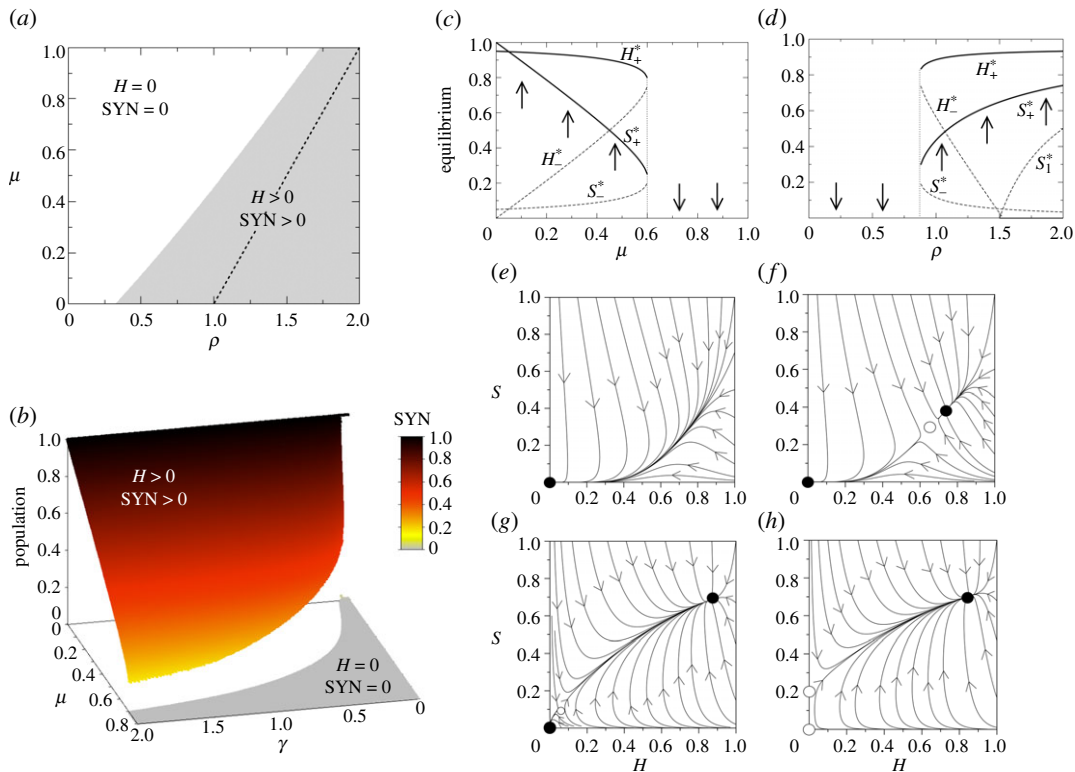 (a)
1.0
0.8
0.6
0.4
0.2
0
μ
H = 0
SYN = 0
H > 0
SYN > 0
0 0.5 1.0 1.5 2.0
ρ
(b)
population
1.0
0.8
0.6
0.4
0.2
0
H > 0
SYN > 0
SYN
1.0
0.8
0.6
0.4
0.2
0
0
0.2
0.4
0.6
0.8
μ
2.0 1.5 1.0 0.5 0
γ
H = 0
SYN = 0
(c)
equilibrium
1.0
0.8
0.6
0.4
0.2
H*+
S*+
H*−
S*−
0 0.2 0.4 0.6 0.8 1.0
μ
(d)
1.0
0.8
0.6
0.4
0.2
H*+
H*−
S*+
S*−
S*1
0 0.5 1.0 1.5 2.0
ρ
(e)
S
1.0
0.8
0.6
0.4
0.2
0
0 0.2 0.4 0.6 0.8 1.0
(f)
1.0
0.8
0.6
0.4
0.2
0
0 0.2 0.4 0.6 0.8 1.0
(g)
S
1.0
0.8
0.6
0.4
0.2
0
0 0.2 0.4 0.6 0.8 1.0
H
(h)
1.0
0.8
0.6
0.4
0.2
0
0 0.2 0.4 0.6 0.8 1.0
H